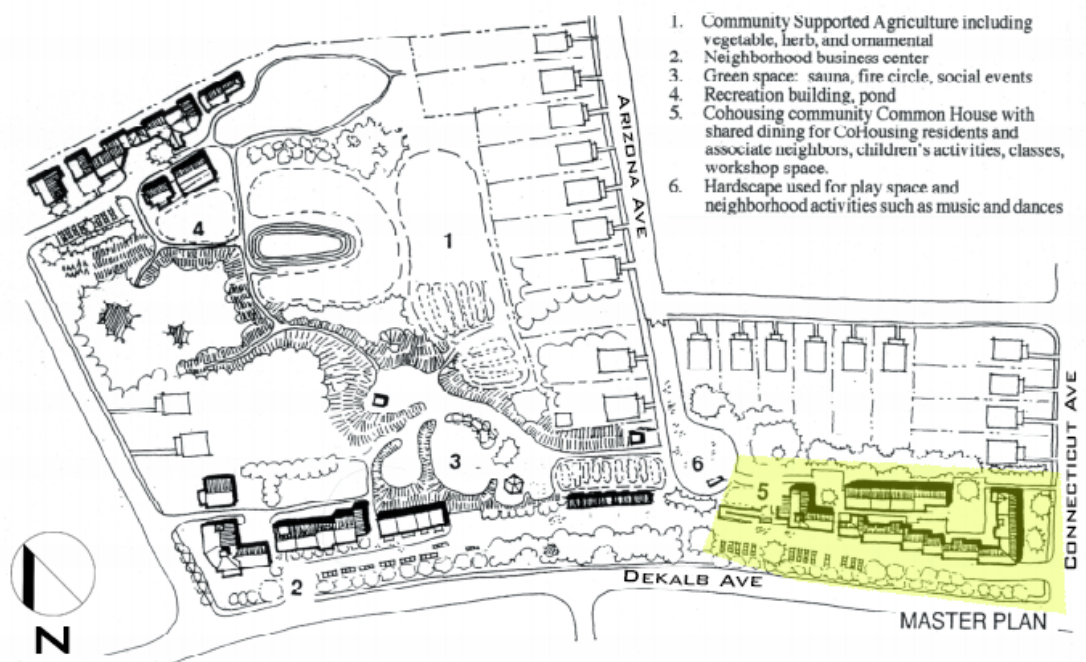 1. Community Supported Agriculture including
vegetable, herb, and ornamental
2. Neighborhood business center
3. Green space: sauna, fire circle, social events
4. Recreation building, pond
5. Cohousing community Common House with
shared dining for CoHousing residents and
associate neighbors, children's activities, classes,
workshop space.
6. Hardscape used for play space and
neighborhood activities such as music and dances
ARIZONA AVE
4
1
CONNECTICUT AVE
3
6
5
2
DEKALB AVE
MASTER PLAN
N